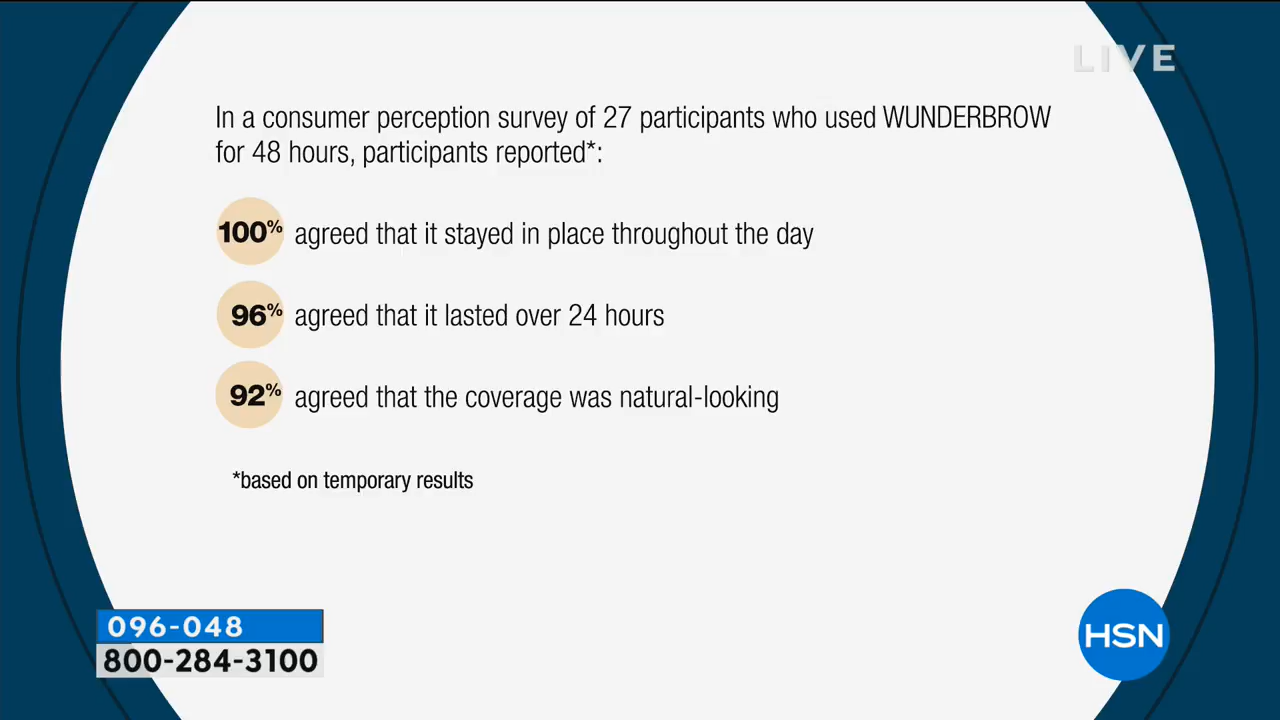 LIVE
In a consumer perception survey of 27 participants who used WUNDERBROW
for 48 hours, participants reported*:
100% agreed that it stayed in place throughout the day
96% agreed that it lasted over 24 hours
92% agreed that the coverage was natural-looking
*based on temporary results
096-048
800-284-3100
HSN